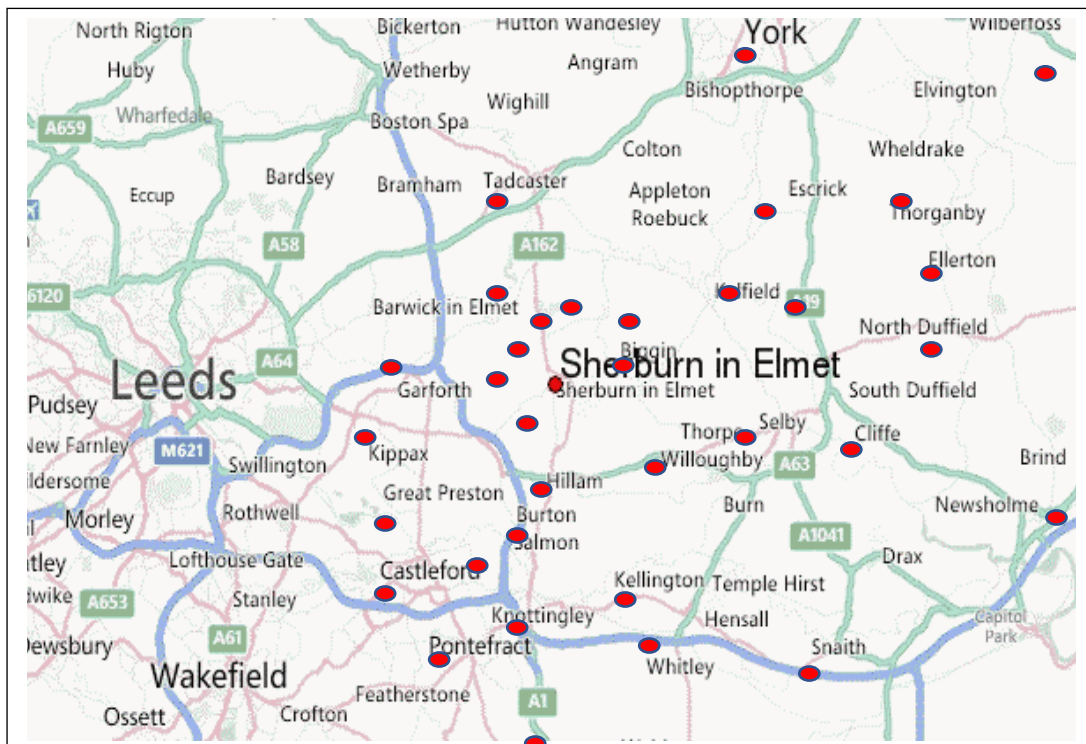 North Rigton
Bickerton
Hutton Wandesley
York
Wilberfoss
Huby
Wetherby
Angram
Bishopthorpe
Elvington
Wharfedale
Wighill
A659
Boston Spa
Colton
Wheldrake
Eccup
Bardsey
Bramham
Tadcaster
Appleton
Roebuck
Escrick
Thorganby
A58
A162
Ellerton
6120
Barwick in Elmet
Kelfield
A19
North Duffield
A64
Biggin
Sherburn in Elmet
Leeds
Garforth
Sherburn in Elmet
South Duffield
Pudsey
Selby
New Farnley
M621
Swillington
Kippax
Thorpe
Willoughby
Cliffe
A63
Brind
Great Preston
Hillam
Burn
Newsholme
Morley
Rothwell
Burton
Salmon
A1041
Lofthouse Gate
Castleford
Kellington
Temple Hirst
Drax
A653
Stanley
Knottingley
Hensall
Capitol
Park
Dewsbury
A61
Pontefract
Whitley
Snaith
Wakefield
Featherstone
A1
Ossett
Crofton